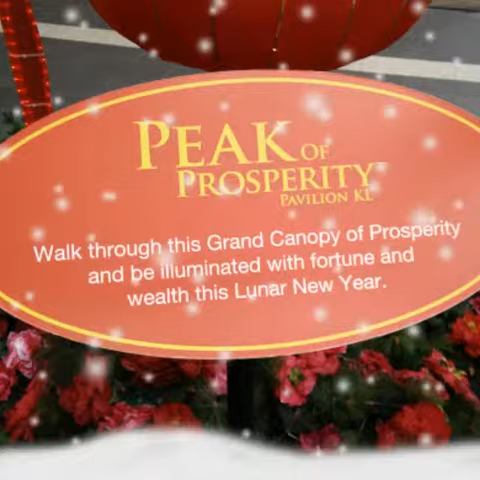 PEAK OF
PROSPERITY
PAVILION KL
Walk through this Grand Canopy of Prosperity
and be illuminated with fortune and
wealth this Lunar New Year.